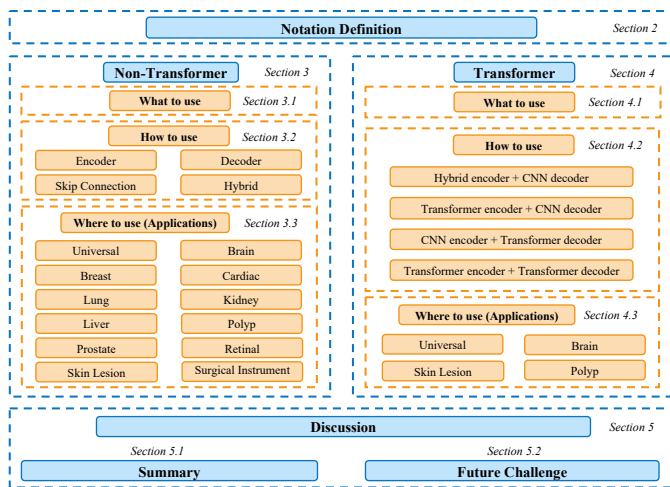 Notation Definition Section 2
Non-Transformer Section 3
What to use Section 3.1
How to use Section 3.2
Encoder Decoder
Skip Connection Hybrid
Where to use (Applications) Section 3.3
Universal Brain
Breast Cardiac
Lung Kidney
Liver Polyp
Prostate Retinal
Skin Lesion Surgical Instrument
Transformer Section 4
What to use Section 4.1
How to use Section 4.2
Hybrid encoder + CNN decoder
Transformer encoder + CNN decoder
CNN encoder + Transformer decoder
Transformer encoder + Transformer decoder
Where to use (Applications) Section 4.3
Universal Brain
Skin Lesion Polyp
Discussion Section 5
Section 5.1 Section 5.2
Summary Future Challenge